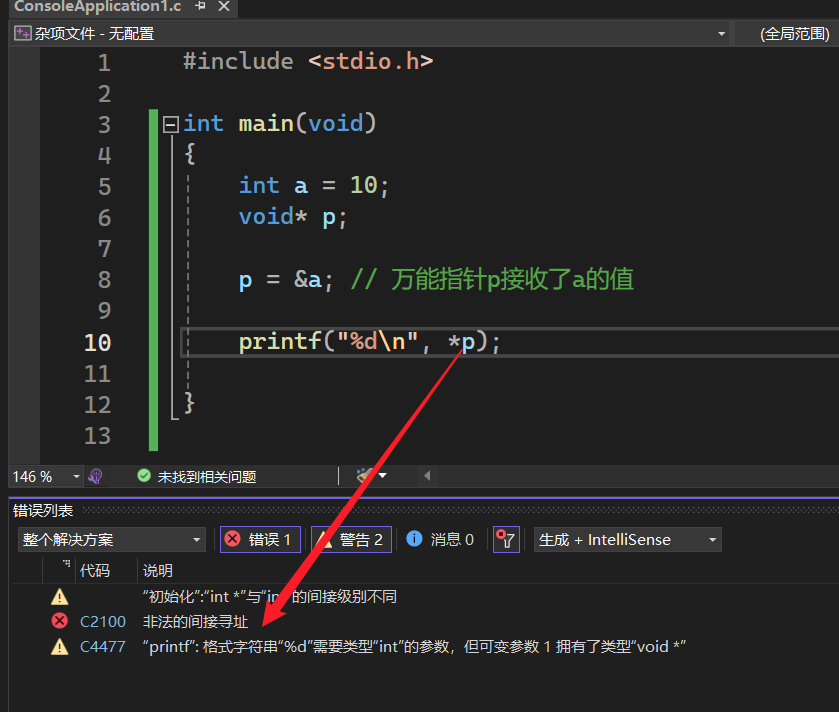 ConsoleApplication1.c
杂项文件 - 无配置
(全局范围)
1 #include <stdio.h>
2
3 int main(void)
4 {
5 int a = 10;
6 void* p;
7
8 p = &a; // 万能指针p接收了a的值
9
10 printf("%d\n", *p);
11
12 }
13
146 % 未找到相关问题
错误列表
整个解决方案 错误 1 警告 2 消息 0 生成 + IntelliSense
代码 说明
“初始化”:“int *”与“int”的间接级别不同
C2100 非法的间接寻址
C4477 “printf”: 格式字符串“%d”需要类型“int”的参数，但可变参数 1 拥有了类型“void *”